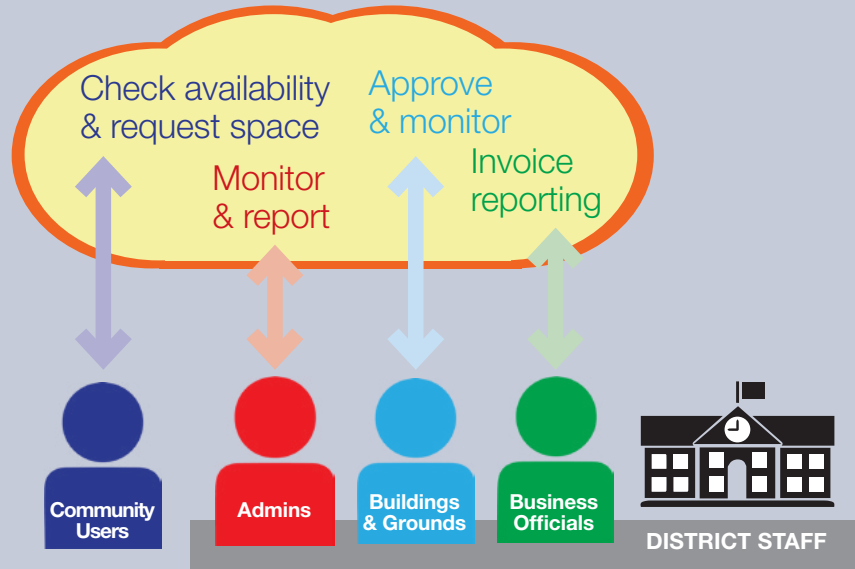 Check availability
& request space
Approve
& monitor
Monitor
& report
Invoice
reporting
Community
Users
Admins
Buildings
& Grounds
Business
Officials
DISTRICT STAFF